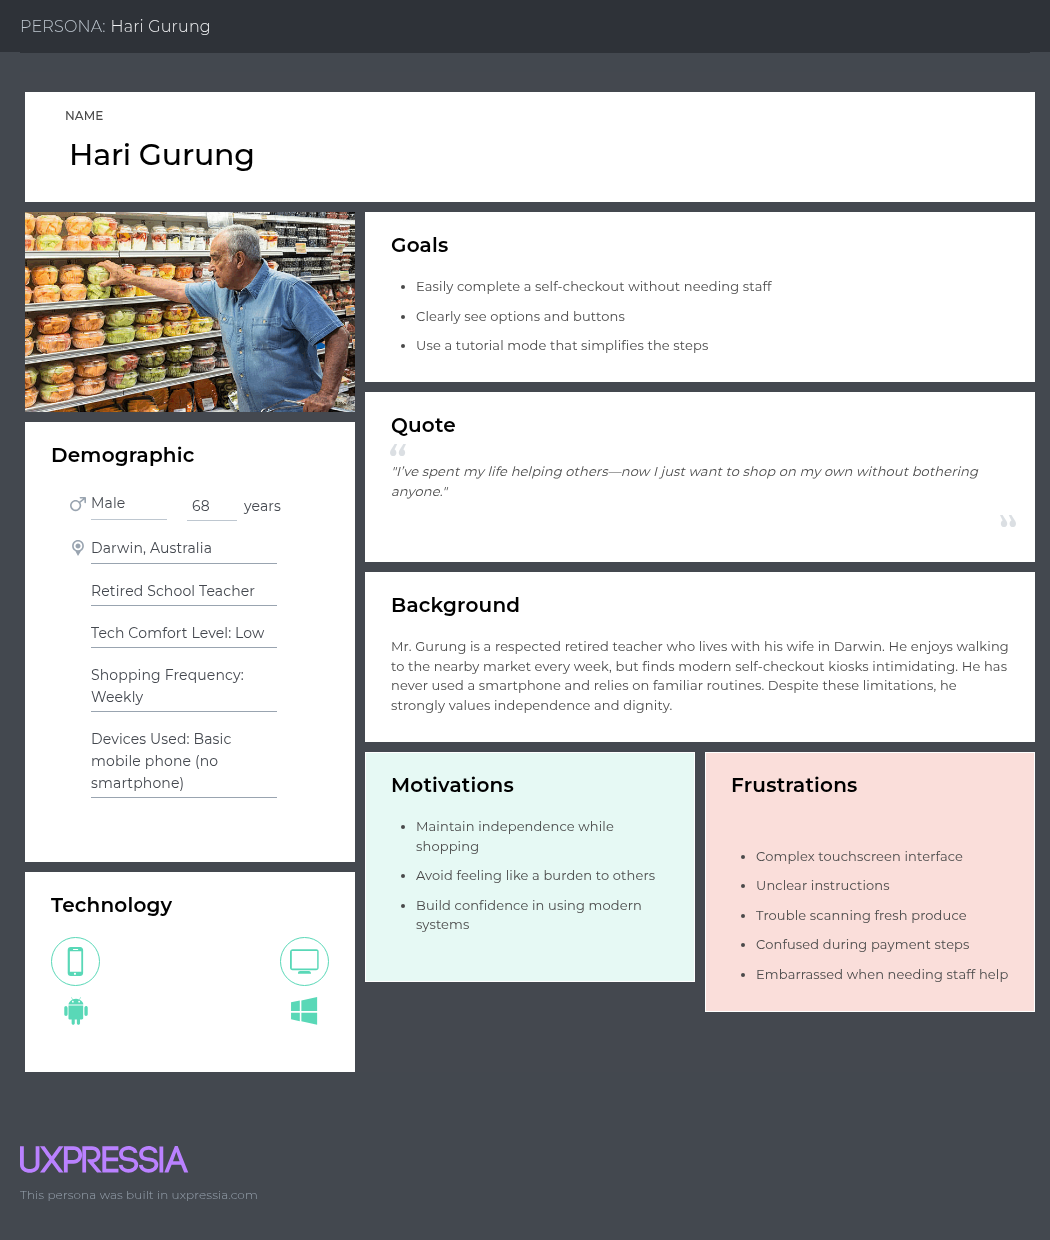 PERSONA: Hari Gurung
NAME
Hari Gurung
Goals
Easily complete a self-checkout without needing staff
Clearly see options and buttons
Use a tutorial mode that simplifies the steps
Quote
“
"I've spent my life helping others—now I just want to shop on my own without bothering
anyone."
”
Demographic
Male 68 years
Darwin, Australia
Retired School Teacher
Tech Comfort Level: Low
Shopping Frequency:
Weekly
Devices Used: Basic
mobile phone (no
smartphone)
Background
Mr. Gurung is a respected retired teacher who lives with his wife in Darwin. He enjoys walking
to the nearby market every week, but finds modern self-checkout kiosks intimidating. He has
never used a smartphone and relies on familiar routines. Despite these limitations, he
strongly values independence and dignity.
Motivations
Maintain independence while
shopping
Avoid feeling like a burden to others
Build confidence in using modern
systems
Frustrations
Complex touchscreen interface
Unclear instructions
Trouble scanning fresh produce
Confused during payment steps
Embarrassed when needing staff help
Technology
UXPRESSIA
This persona was built in uxpressia.com